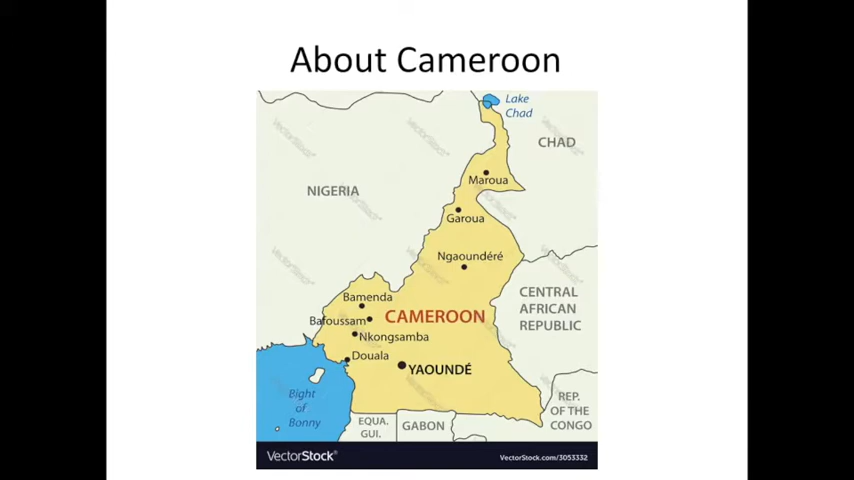 About Cameroon
Lake
Chad
CHAD
Maroua
NIGERIA
Garoua
Ngaoundéré
CENTRAL
AFRICAN
REPUBLIC
Bamenda
Bafoussam
CAMEROON
Nkongsamba
Douala
YAOUNDÉ
Bight
of
Bonny
REP.
OF THE
CONGO
EQUA.
GUI.
GABON
VectorStock®
VectorStock.com/3053332